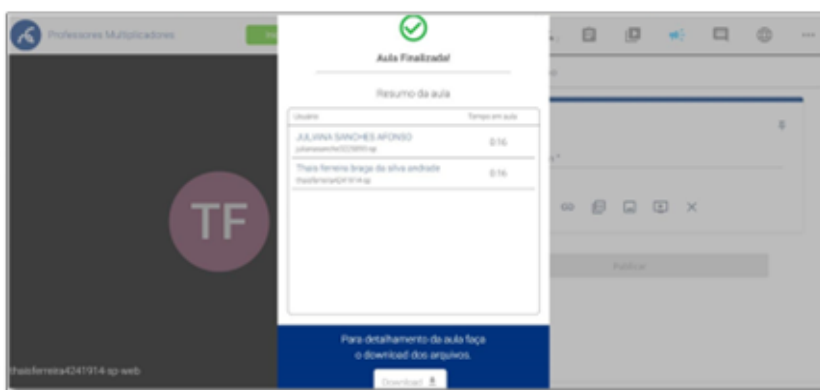 Professores Multiplicadores
Aula Finalizada!
Resumo da aula
Usuário
Tempo em aula
JULIANA SANCHES AFONSO
0:16
Thais ferreira braga da silva andrade
0:16
thaisferreira4241914-sp
TF
Publicar
Para detalhamento da aula faça
o download dos arquivos.
Download
thaisferreira4241914-sp-web